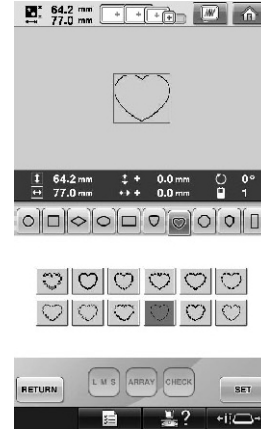 64.2 mm
77.0 mm
64.2 mm 0.0 mm 0°
77.0 mm 0.0 mm 1
RETURN L M S ARRAY CHECK SET
?